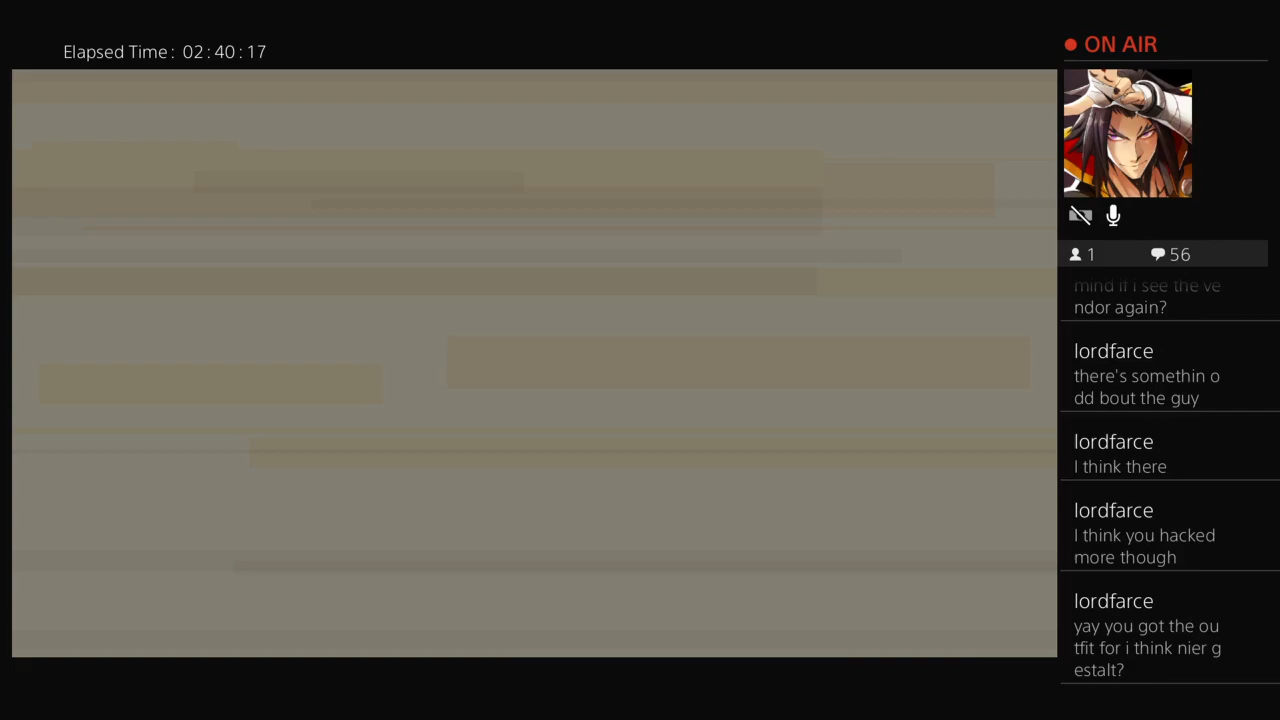 Elapsed Time: 02:40:17
ON AIR
1 56
mind if i see the ve
ndor again?
lordfarce
there's somethin o
dd bout the guy
lordfarce
I think there
lordfarce
I think you hacked
more though
lordfarce
yay you got the ou
tfit for i think nier g
estalt?